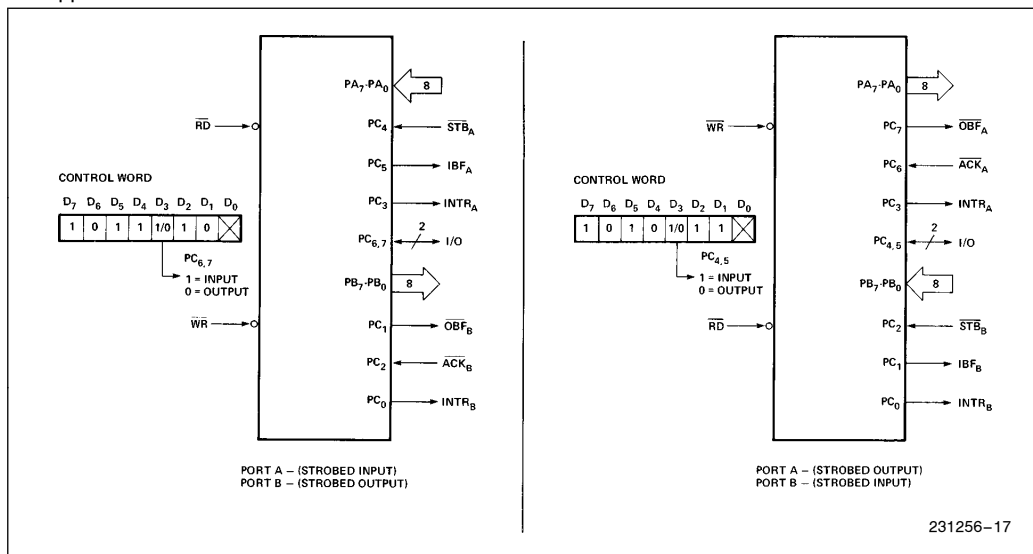 PA7-PA0 8
RD PC4 STBA
PC5 IBFA
CONTROL WORD
D7 D6 D5 D4 D3 D2 D1 D0
1 0 1 1 1/0 1 0 X
PC3 INTRA
PC6,7 2 I/O
PC6,7
1 = INPUT
0 = OUTPUT
PB7-PB0 8
WR PC1 OBFB
PC2 ACKB
PC0 INTRB
PORT A – (STROBED INPUT)
PORT B – (STROBED OUTPUT)
PA7-PA0 8
WR PC7 OBFA
PC6 ACKA
CONTROL WORD
D7 D6 D5 D4 D3 D2 D1 D0
1 0 1 0 1/0 1 1 X
PC3 INTRA
PC4,5 2 I/O
PC4,5
1 = INPUT
0 = OUTPUT
PB7-PB0 8
RD PC2 STBB
PC1 IBFB
PC0 INTRB
PORT A – (STROBED OUTPUT)
PORT B – (STROBED INPUT)
231256–17